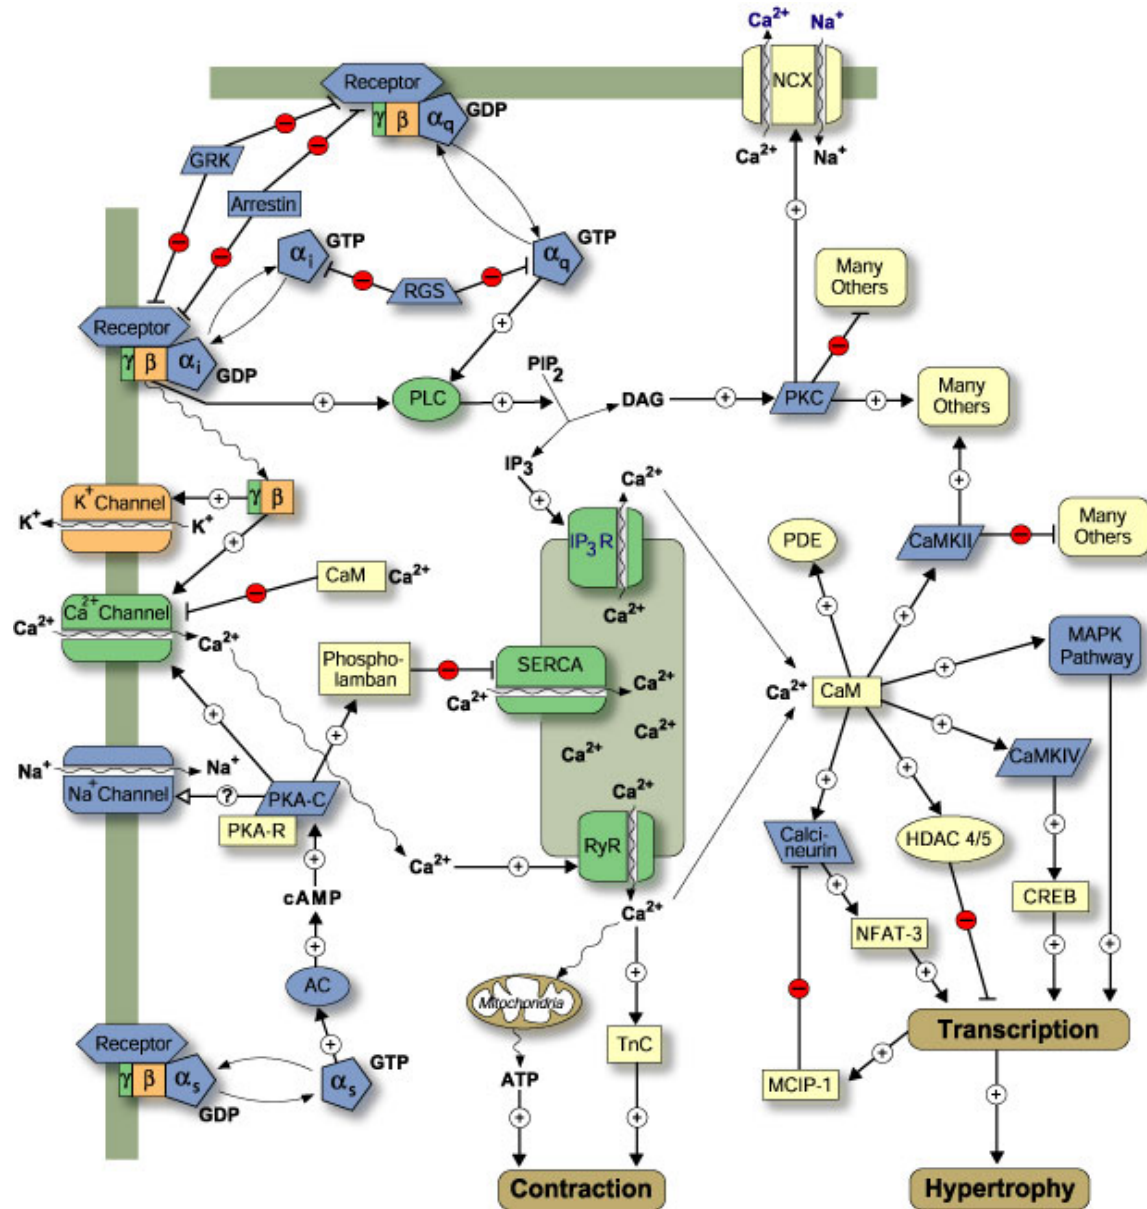 Ca2+ Na+
NCX
Ca2+ Na+
Receptor
γ β αq GDP
GRK
Arrestin
αi GTP
RGS
αq GTP
Many
Others
Receptor
γ β αi GDP
PLC
PIP2
DAG
PKC
Many
Others
IP3
Ca2+
K+ Channel
K+ K+
γ β
IP3R
Ca2+
PDE
CaMKII
Many
Others
CaM Ca2+
Ca2+ Channel
Ca2+ Ca2+
Phospho-
lamban
SERCA
Ca2+ Ca2+
Ca2+
Ca2+
Ca2+ CaM
MAPK
Pathway
CaMKIV
Na+ Na+
Na+ Channel
?
PKA-C
PKA-R
Ca2+
RyR
Ca2+
Ca2+
Calci-
neurin
HDAC 4/5
cAMP
CREB
NFAT-3
AC
Mitochondria
TnC
Transcription
MCIP-1
Receptor
γ β αs GDP
αs GTP
ATP
Contraction
Hypertrophy